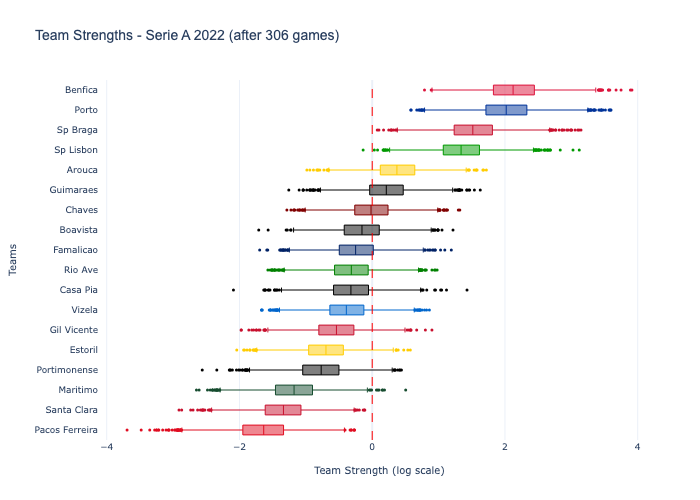 Team Strengths - Serie A 2022 (after 306 games)
Benfica
Porto
Sp Braga
Sp Lisbon
Arouca
Guimaraes
Chaves
Boavista
Famalicao
Rio Ave
Casa Pia
Vizela
Gil Vicente
Estoril
Portimonense
Maritimo
Santa Clara
Pacos Ferreira
Teams
−4 −2 0 2 4
Team Strength (log scale)